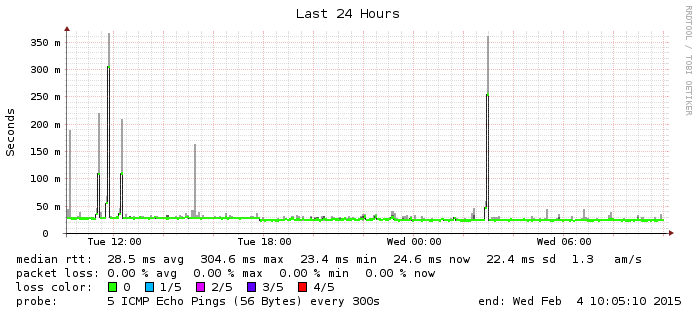 Last 24 Hours
RRDTOOL / TOBI OETIKER
Seconds
350 m
300 m
250 m
200 m
150 m
100 m
50 m
0
Tue 12:00 Tue 18:00 Wed 00:00 Wed 06:00
median rtt: 28.5 ms avg 304.6 ms max 23.4 ms min 24.6 ms now 22.4 ms sd 1.3 am/s
packet loss: 0.00 % avg 0.00 % max 0.00 % min 0.00 % now
loss color: 0 1/5 2/5 3/5 4/5
probe: 5 ICMP Echo Pings (56 Bytes) every 300s end: Wed Feb 4 10:05:10 2015